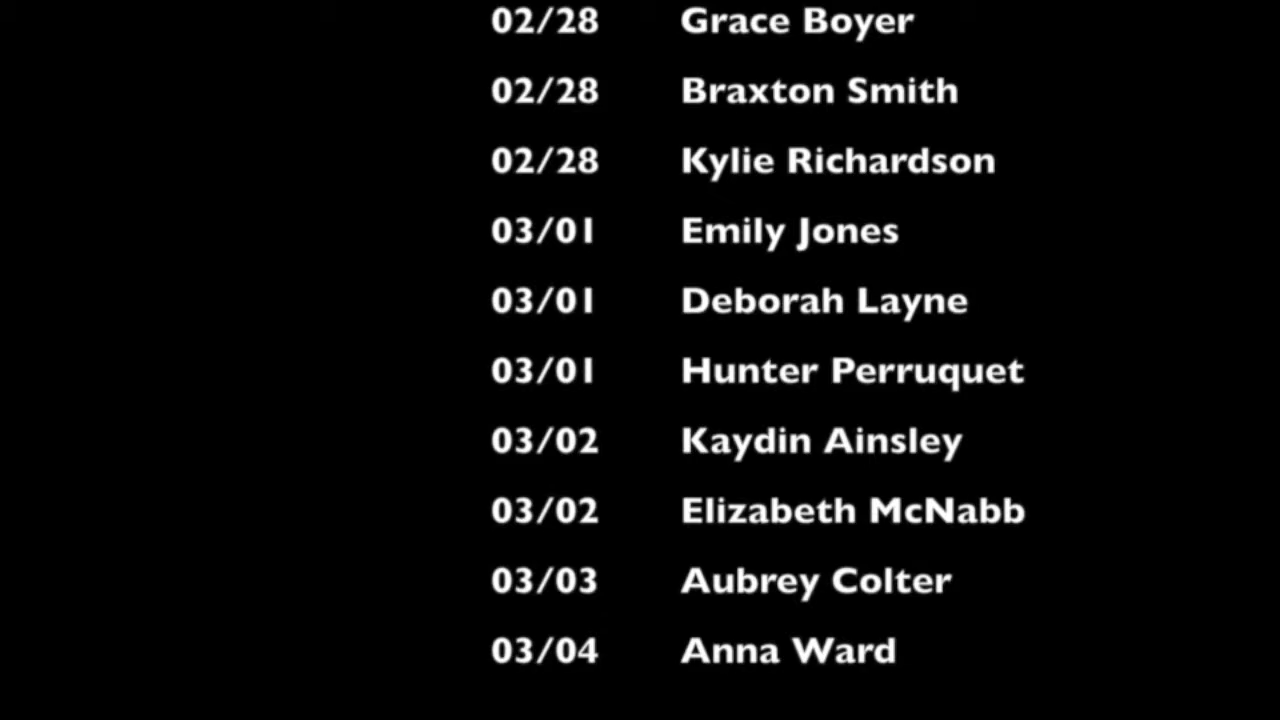 02/28 Grace Boyer
02/28 Braxton Smith
02/28 Kylie Richardson
03/01 Emily Jones
03/01 Deborah Layne
03/01 Hunter Perruquet
03/02 Kaydin Ainsley
03/02 Elizabeth McNabb
03/03 Aubrey Colter
03/04 Anna Ward